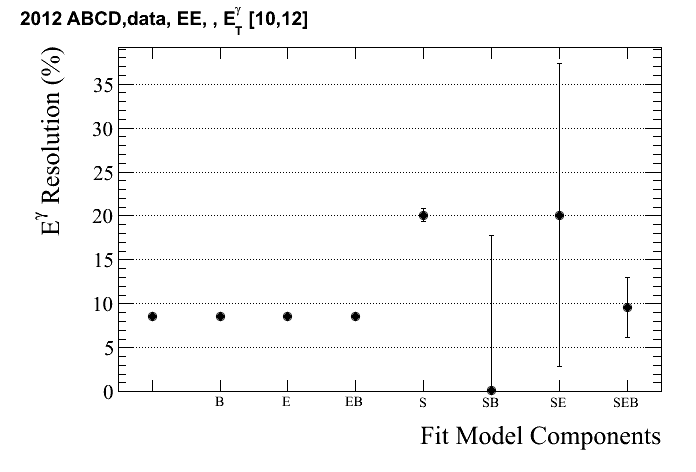 2012 ABCD,data, EE, , E_T^γ [10,12]
E^γ Resolution (%)
35
30
25
20
15
10
5
0
B E EB S SB SE SEB
Fit Model Components